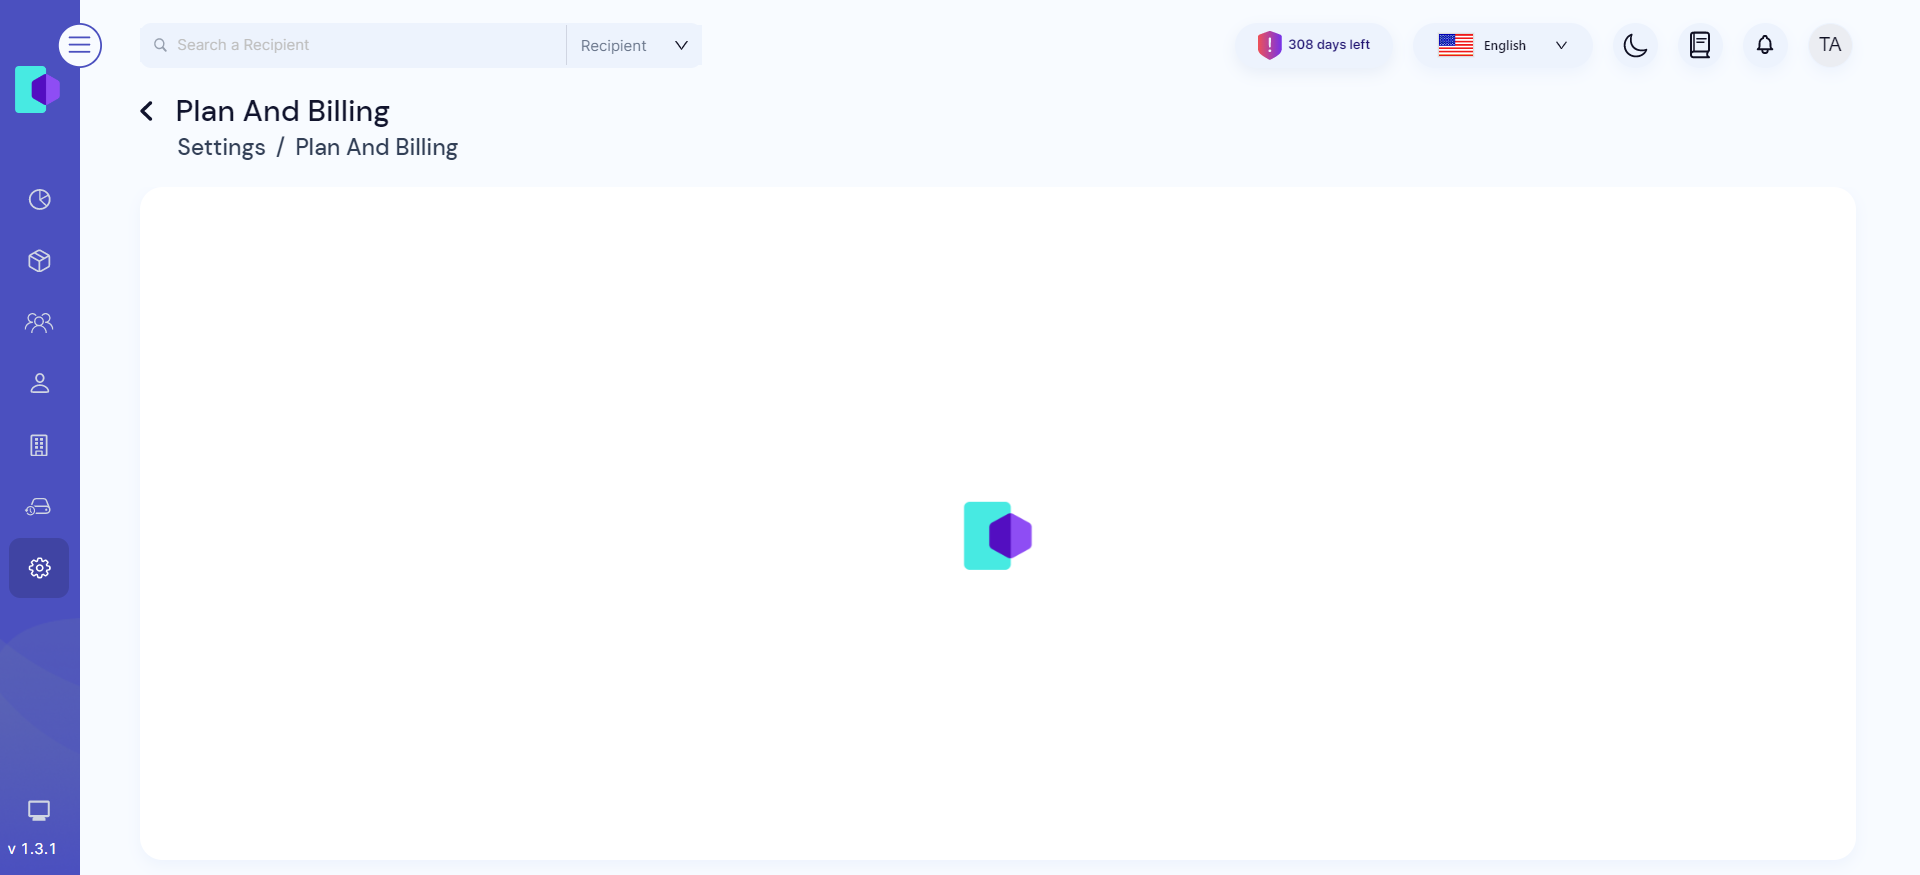 Search a Recipient
Recipient
308 days left
English
TA
Plan And Billing
Settings / Plan And Billing
v 1.3.1